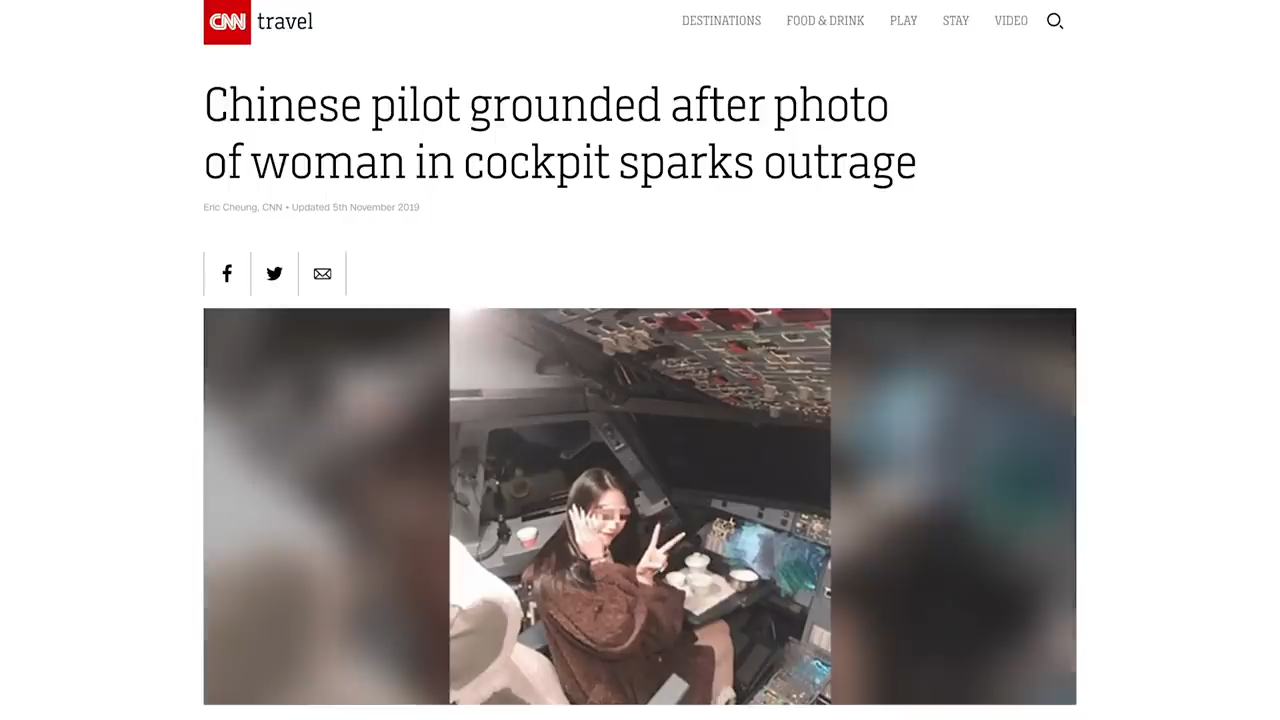 CNN travel
DESTINATIONS FOOD & DRINK PLAY STAY VIDEO
Chinese pilot grounded after photo
of woman in cockpit sparks outrage
Eric Cheung, CNN • Updated 5th November 2019